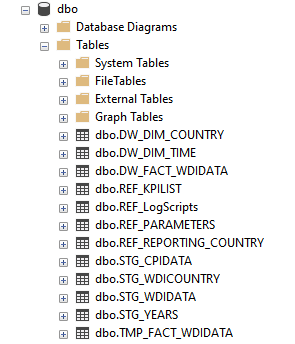 dbo
Database Diagrams
Tables
System Tables
FileTables
External Tables
Graph Tables
dbo.DW_DIM_COUNTRY
dbo.DW_DIM_TIME
dbo.DW_FACT_WDIDATA
dbo.REF_KPILIST
dbo.REF_LogScripts
dbo.REF_PARAMETERS
dbo.REF_REPORTING_COUNTRY
dbo.STG_CPIDATA
dbo.STG_WDICOUNTRY
dbo.STG_WDIDATA
dbo.STG_YEARS
dbo.TMP_FACT_WDIDATA